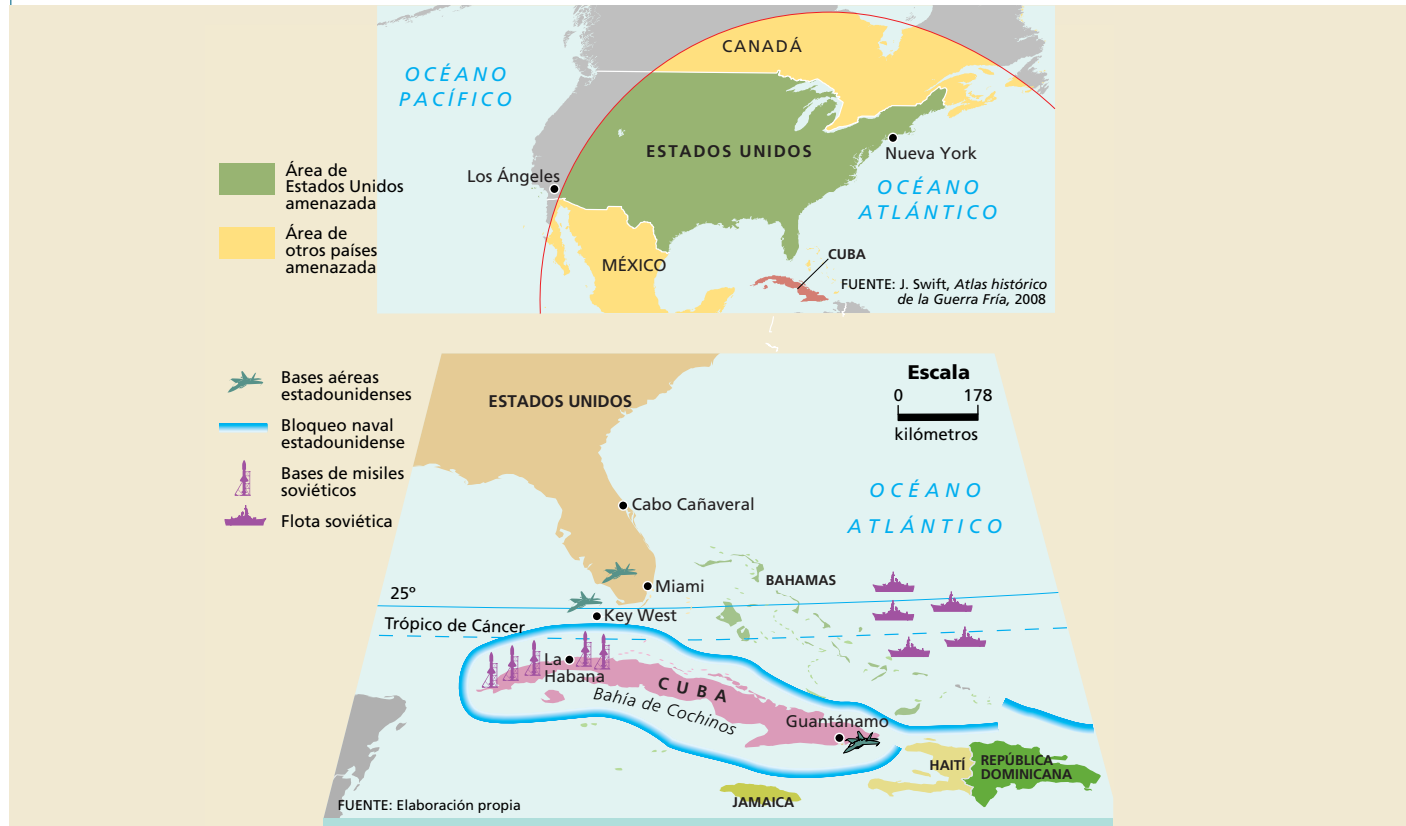 CANADÁ
OCÉANO
PACÍFICO
ESTADOS UNIDOS
Nueva York
Los Ángeles
OCÉANO
ATLÁNTICO
CUBA
MÉXICO
FUENTE: J. Swift, Atlas histórico
de la Guerra Fría, 2008
Área de
Estados Unidos
amenazada
Área de
otros países
amenazada
Bases aéreas
estadounidenses
Bloqueo naval
estadounidense
Bases de misiles
soviéticos
Flota soviética
Escala
0 178
kilómetros
ESTADOS UNIDOS
OCÉANO
ATLÁNTICO
Cabo Cañaveral
Miami
BAHAMAS
25º
Key West
Trópico de Cáncer
La
Habana
CUBA
Bahía de Cochinos
Guantánamo
HAITÍ
REPÚBLICA
DOMINICANA
JAMAICA
FUENTE: Elaboración propia